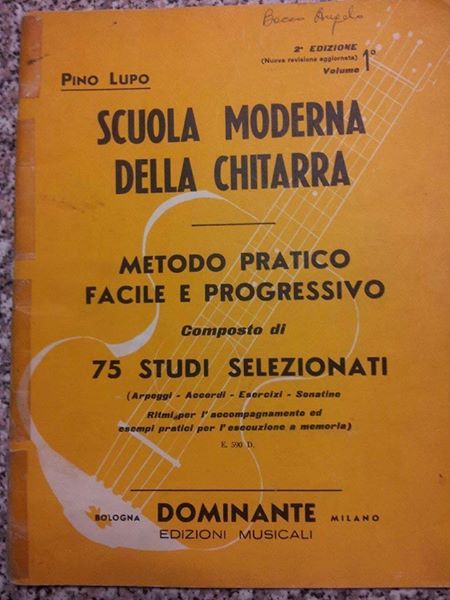 Bocco Angelo
2ª EDIZIONE
(Nuova revisione aggiornata)
Volume 1º
PINO LUPO
SCUOLA MODERNA
DELLA CHITARRA
METODO PRATICO
FACILE E PROGRESSIVO
Composto di
75 STUDI SELEZIONATI
(Arpeggi - Accordi - Esercizi - Sonatine
Ritmi per l'accompagnamento ed
esempi pratici per l'esecuzione a memoria)
E. 590 D.
BOLOGNA DOMINANTE MILANO
EDIZIONI MUSICALI